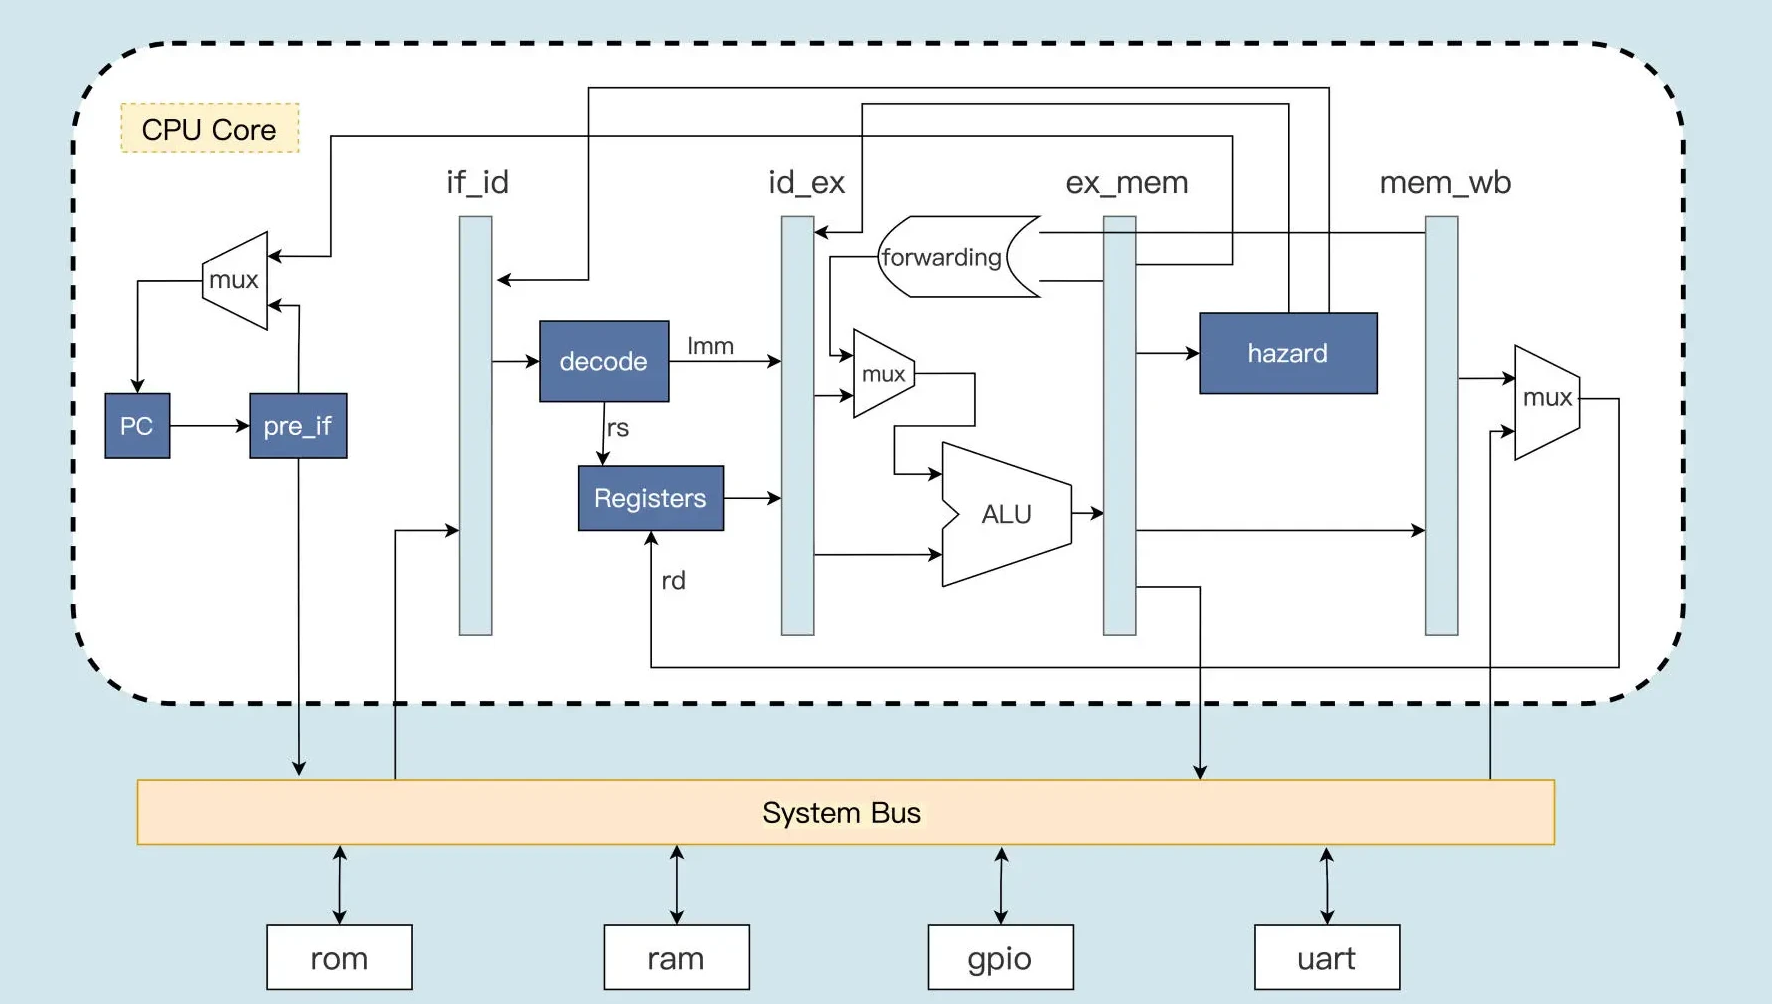 CPU Core
if_id
id_ex
ex_mem
mem_wb
mux
forwarding
decode
Imm
mux
hazard
mux
PC
pre_if
rs
Registers
ALU
rd
System Bus
rom
ram
gpio
uart